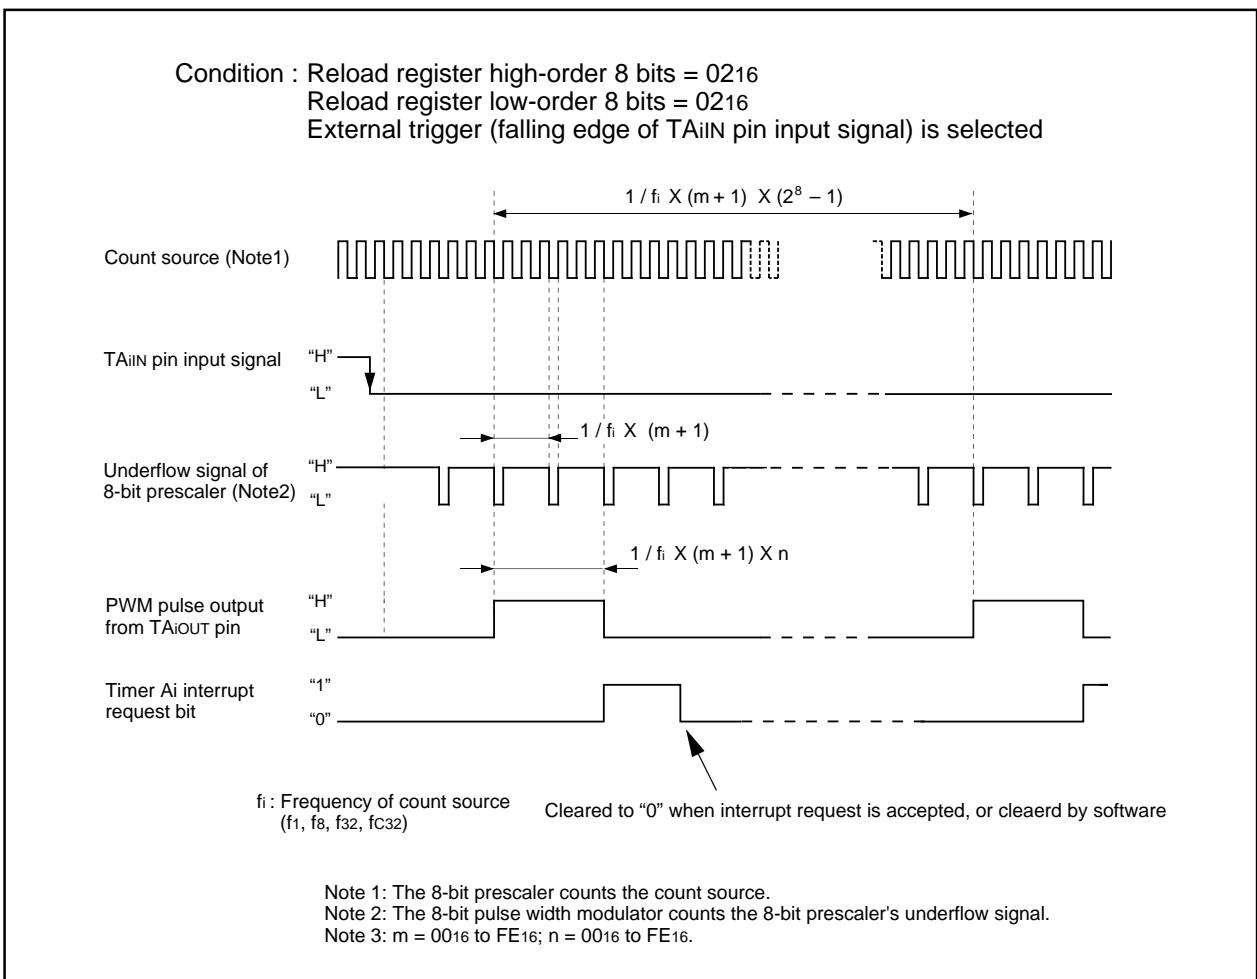 Condition : Reload register high-order 8 bits = 0216
Reload register low-order 8 bits = 0216
External trigger (falling edge of TAiIN pin input signal) is selected
1 / fi X (m + 1) X (2⁸ – 1)
Count source (Note1)
TAiIN pin input signal
“H”
“L”
1 / fi X (m + 1)
Underflow signal of
8-bit prescaler (Note2)
“H”
“L”
1 / fi X (m + 1) X n
PWM pulse output
from TAiOUT pin
“H”
“L”
Timer Ai interrupt
request bit
“1”
“0”
fi : Frequency of count source
(f1, f8, f32, fC32)
Cleared to “0” when interrupt request is accepted, or cleaerd by software
Note 1: The 8-bit prescaler counts the count source.
Note 2: The 8-bit pulse width modulator counts the 8-bit prescaler's underflow signal.
Note 3: m = 0016 to FE16; n = 0016 to FE16.